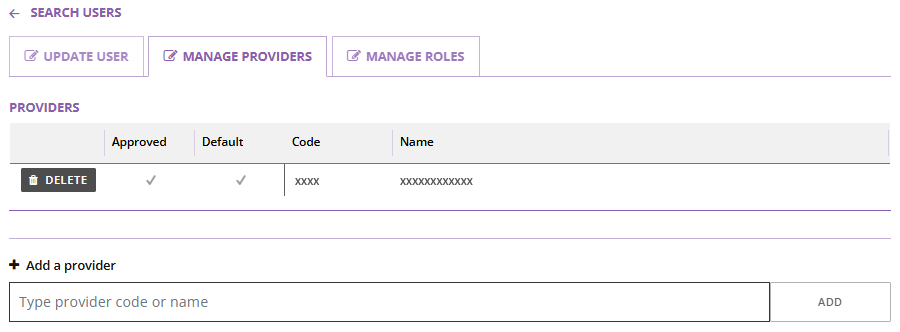 SEARCH USERS
UPDATE USER MANAGE PROVIDERS MANAGE ROLES
PROVIDERS
Approved Default Code Name
DELETE xxxx xxxxxxxxxxxx
Add a provider
Type provider code or name ADD